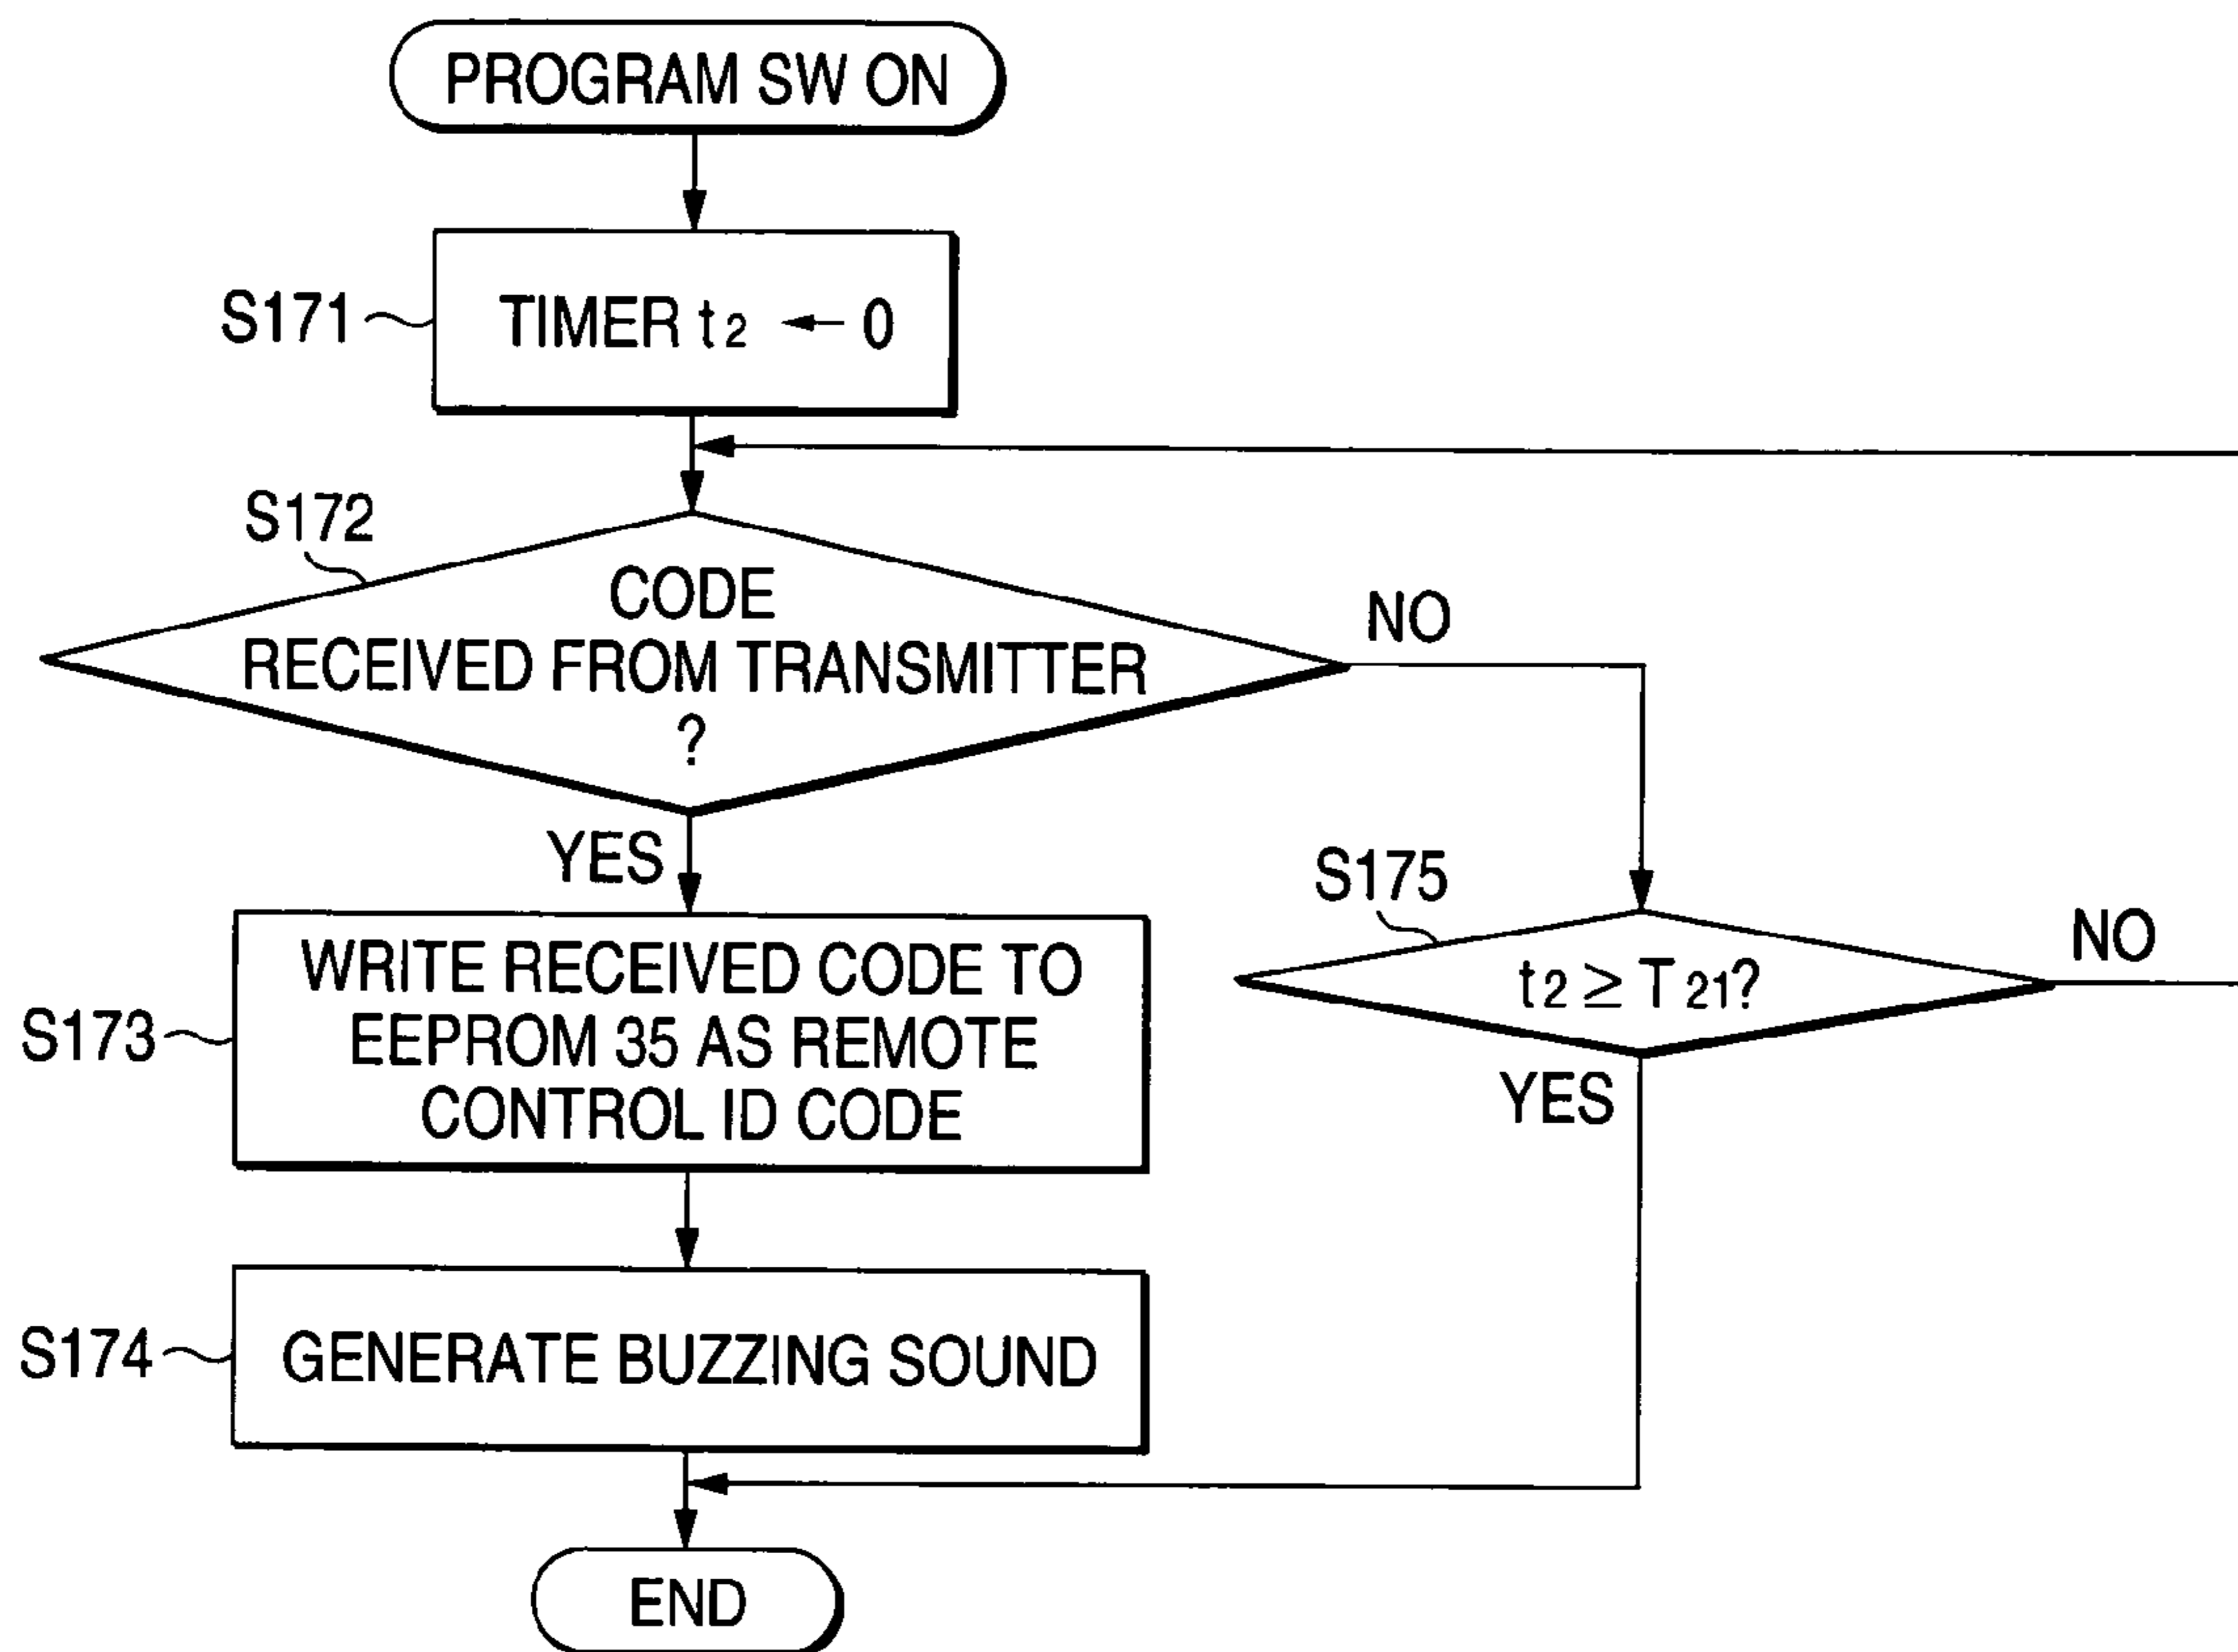 PROGRAM SW ON
S171
TIMER t₂ ← 0
S172
CODE
RECEIVED FROM TRANSMITTER
?
NO
YES
S173
WRITE RECEIVED CODE TO
EEPROM 35 AS REMOTE
CONTROL ID CODE
S175
t₂ ≥ T₂₁?
NO
YES
S174
GENERATE BUZZING SOUND
END